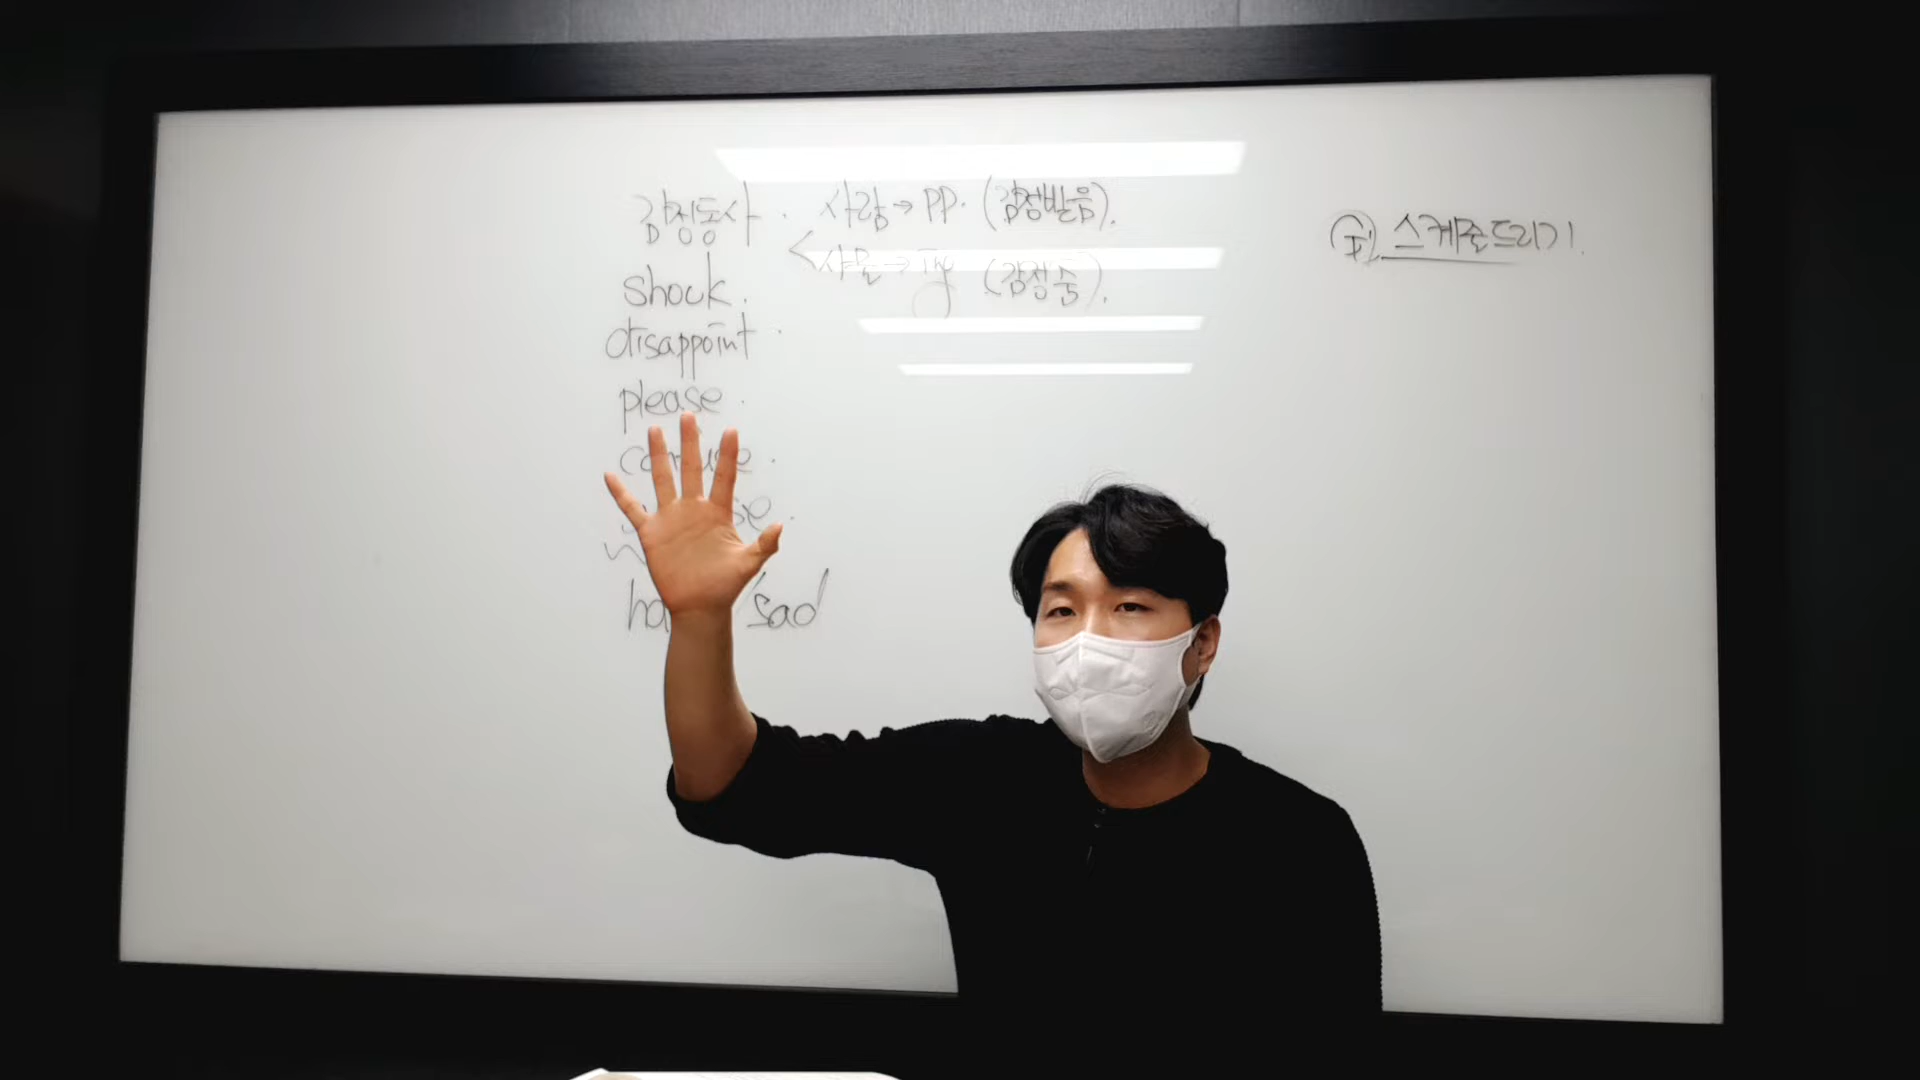 감정동사. 사람→pp. (감정받음).
<사물→ing (감정줌).
shock.
disappoint.
please.
sad
스케줄드리기.